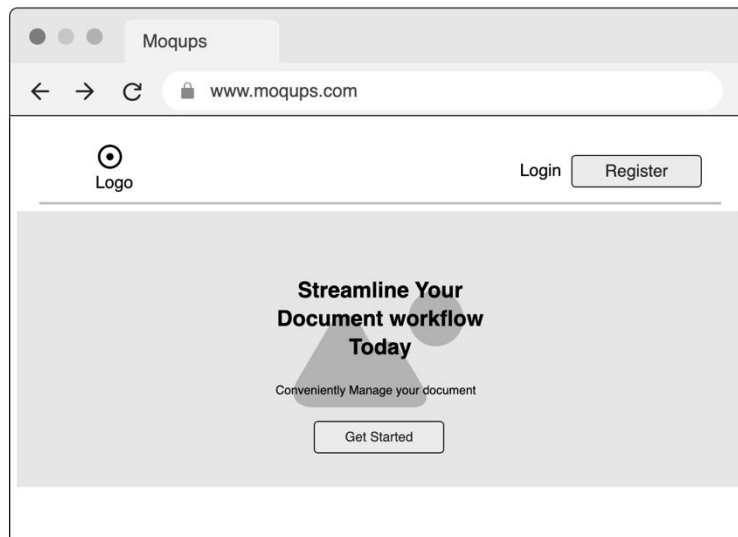 Moqups
www.moqups.com
Logo
Login Register
Streamline Your
Document workflow
Today
Conveniently Manage your document
Get Started